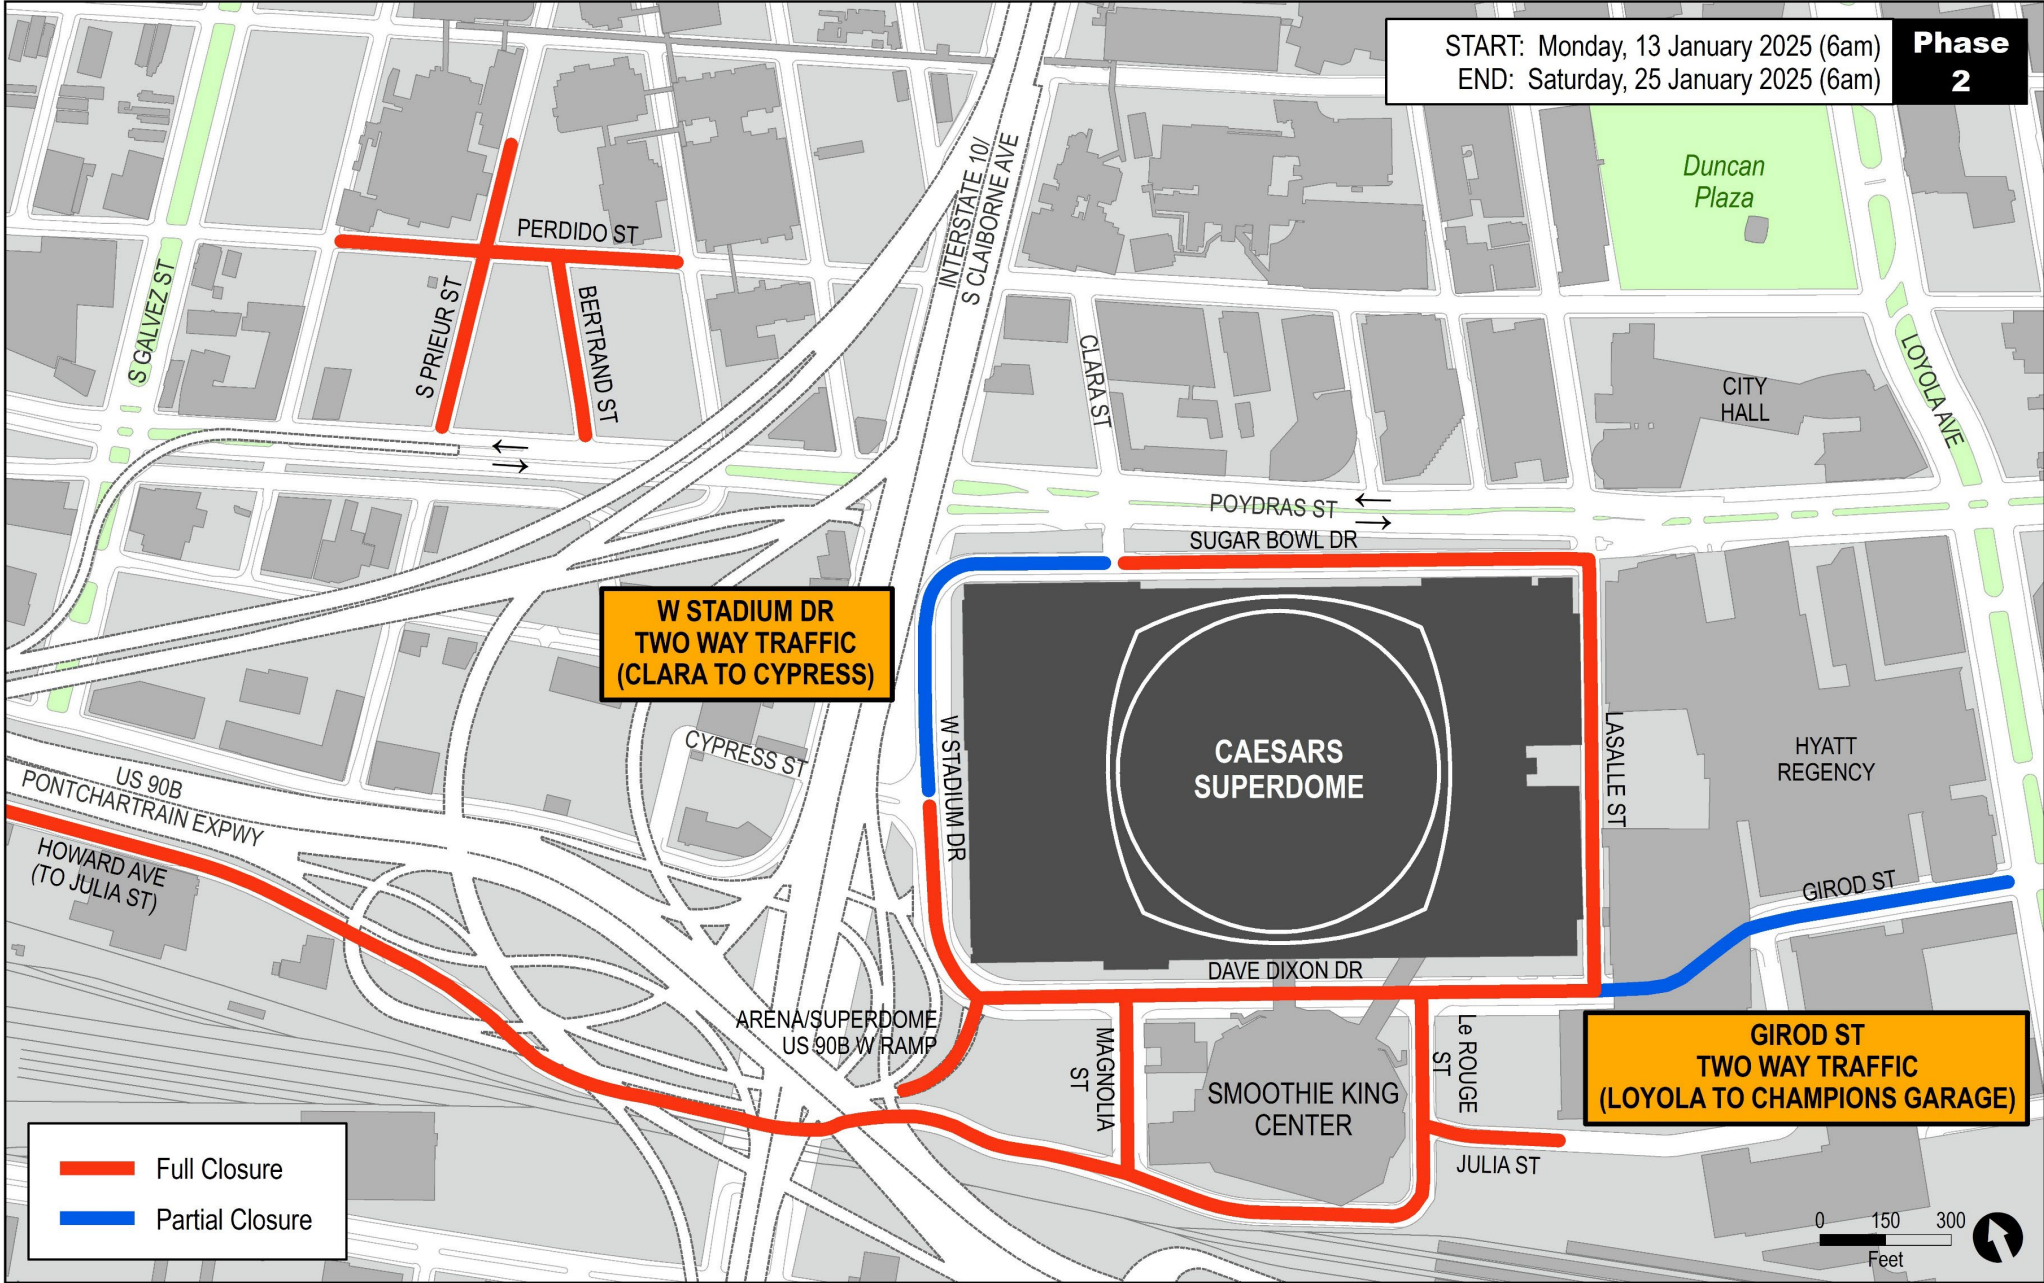 START: Monday, 13 January 2025 (6am)
END: Saturday, 25 January 2025 (6am)
Phase
2
Duncan
Plaza
INTERSTATE 10/
S CLAIBORNE AVE
PERDIDO ST
S GALVEZ ST
S PRIEUR ST
BERTRAND ST
CLARA ST
LOYOLA AVE
CITY
HALL
POYDRAS ST
SUGAR BOWL DR
W STADIUM DR
TWO WAY TRAFFIC
(CLARA TO CYPRESS)
CYPRESS ST
W STADIUM DR
CAESARS
SUPERDOME
LASALLE ST
HYATT
REGENCY
US 90B
PONTCHARTRAIN EXPWY
HOWARD AVE
(TO JULIA ST)
GIROD ST
DAVE DIXON DR
ARENA/SUPERDOME
US 90B W RAMP
MAGNOLIA
ST
Le ROUGE
ST
SMOOTHIE KING
CENTER
GIROD ST
TWO WAY TRAFFIC
(LOYOLA TO CHAMPIONS GARAGE)
JULIA ST
Full Closure
Partial Closure
0 150 300
Feet